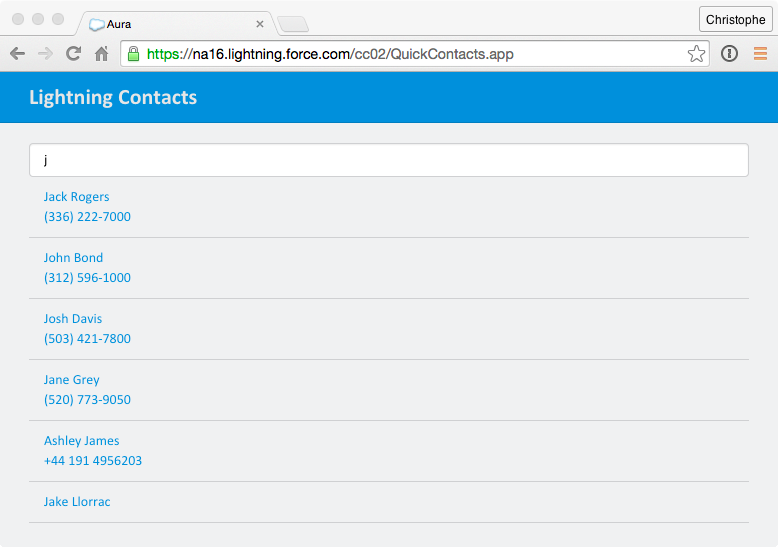 Aura
Christophe
https://na16.lightning.force.com/cc02/QuickContacts.app
Lightning Contacts
j
Jack Rogers
(336) 222-7000
John Bond
(312) 596-1000
Josh Davis
(503) 421-7800
Jane Grey
(520) 773-9050
Ashley James
+44 191 4956203
Jake Llorrac